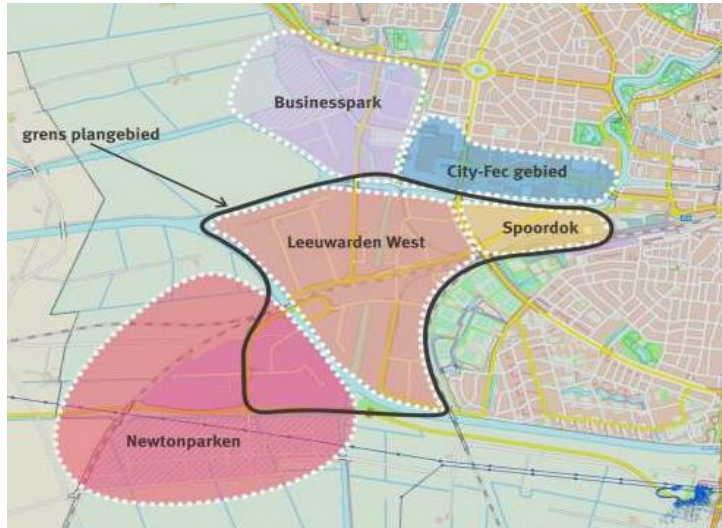 Businesspark
grens plangebied
City-Fec gebied
Leeuwarden West
Spoordok
Newtonparken